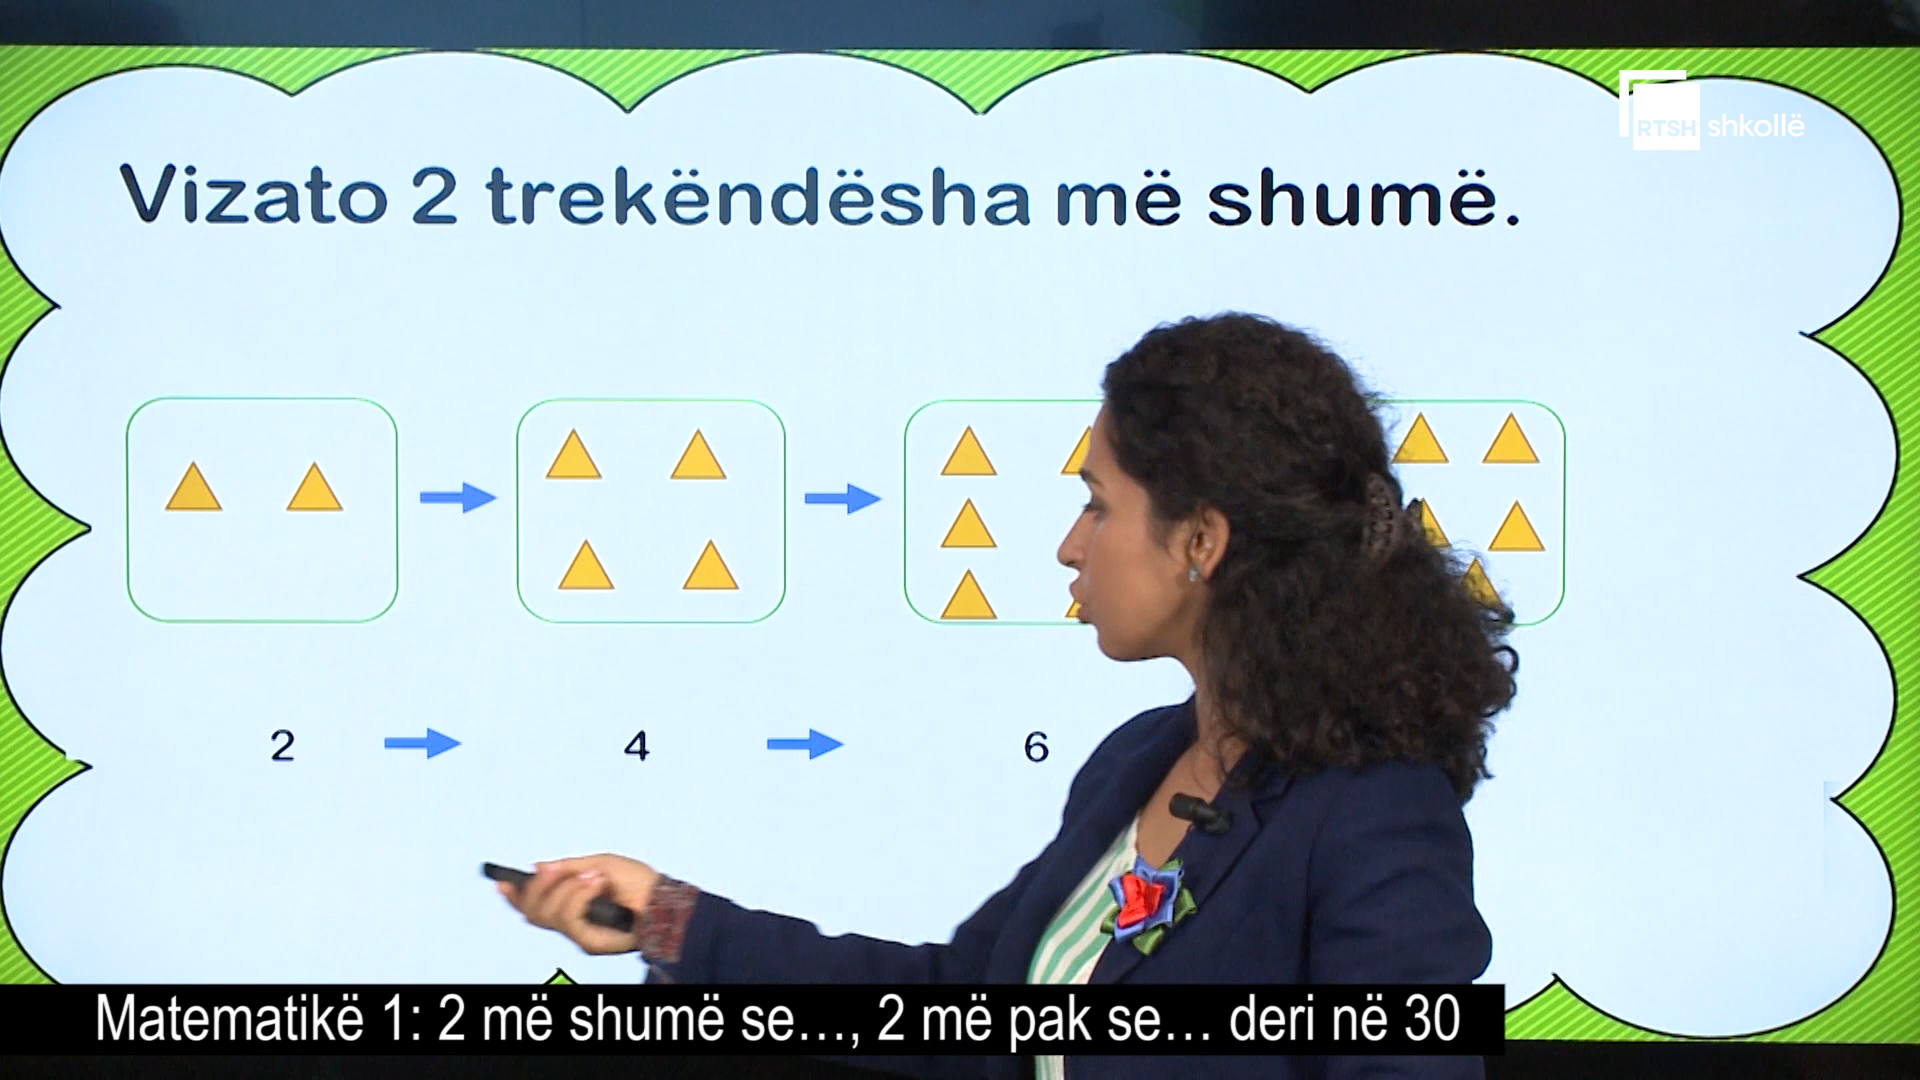 RTSH shkollë
Vizato 2 trekëndësha më shumë.
2 4 6
Matematikë 1: 2 më shumë se..., 2 më pak se... deri në 30